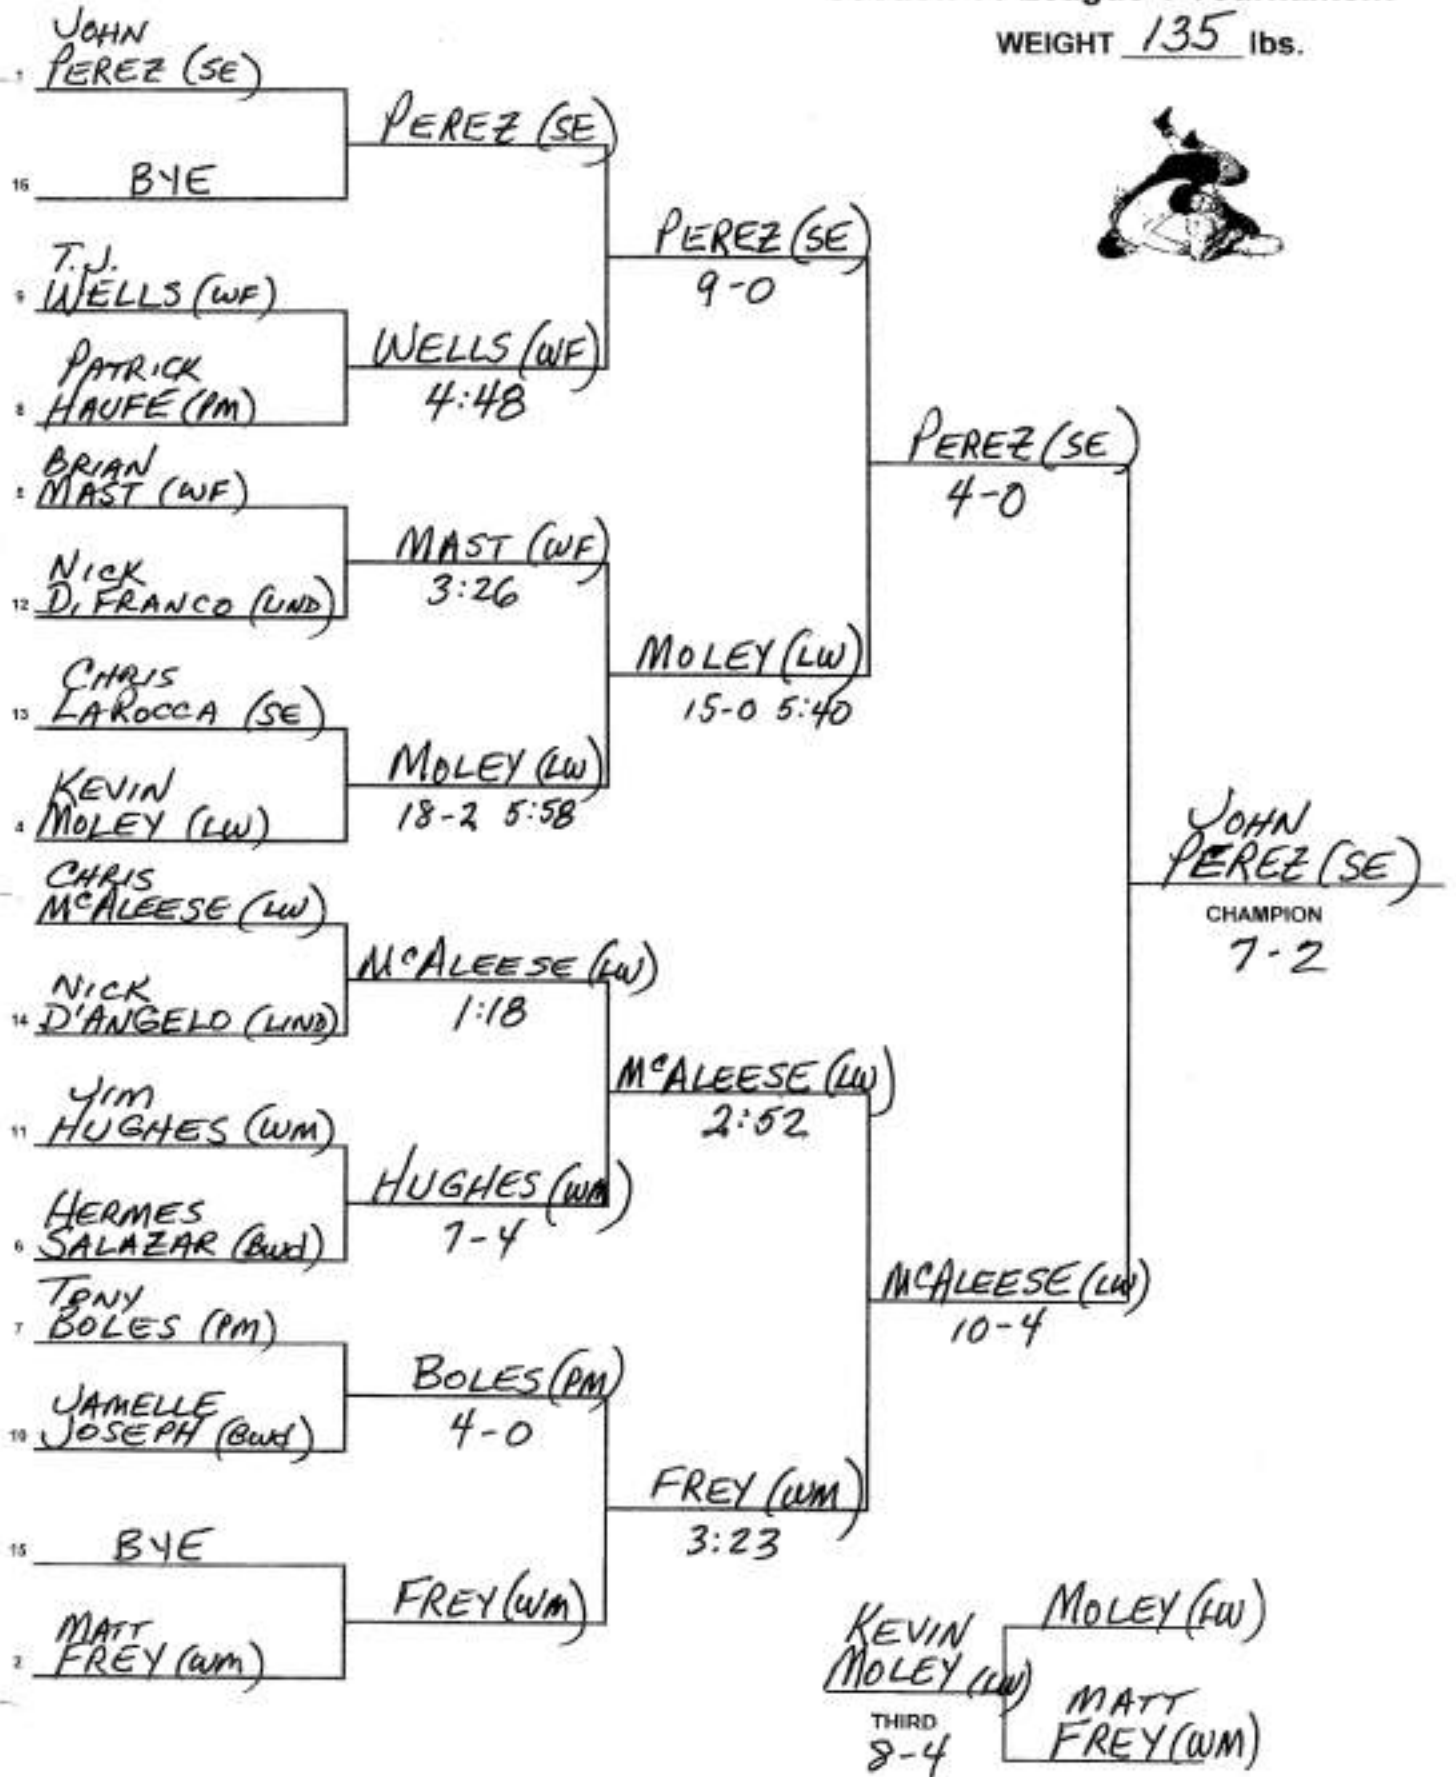 WEIGHT 135 lbs.
JOHN
1 PEREZ (SE)
16 BYE
T.J.
9 WELLS (WF)
PATRICK
8 HAUFE (PM)
BRIAN
MAST (WF)
NICK
12 DiFRANCO (LIND)
CHRIS
13 LAROCCA (SE)
KEVIN
4 MOLEY (LW)
CHRIS
McALEESE (LW)
NICK
14 D'ANGELO (LIND)
JIM
11 HUGHES (WM)
HERMES
6 SALAZAR (Bwd)
TONY
7 BOLES (PM)
JAMELLE
10 JOSEPH (Bwd)
15 BYE
MATT
2 FREY (WM)
PEREZ (SE)
WELLS (WF)
4:48
MAST (WF)
3:26
MOLEY (LW)
18-2 5:58
McALEESE (LW)
1:18
HUGHES (WM)
7-4
BOLES (PM)
4-0
FREY (WM)
PEREZ (SE)
9-0
MOLEY (LW)
15-0 5:40
McALEESE (LW)
2:52
FREY (WM)
3:23
PEREZ (SE)
4-0
McALEESE (LW)
10-4
JOHN
PEREZ (SE)
CHAMPION
7-2
MOLEY (LW)
MATT
FREY (WM)
KEVIN
MOLEY (LW)
THIRD
8-4